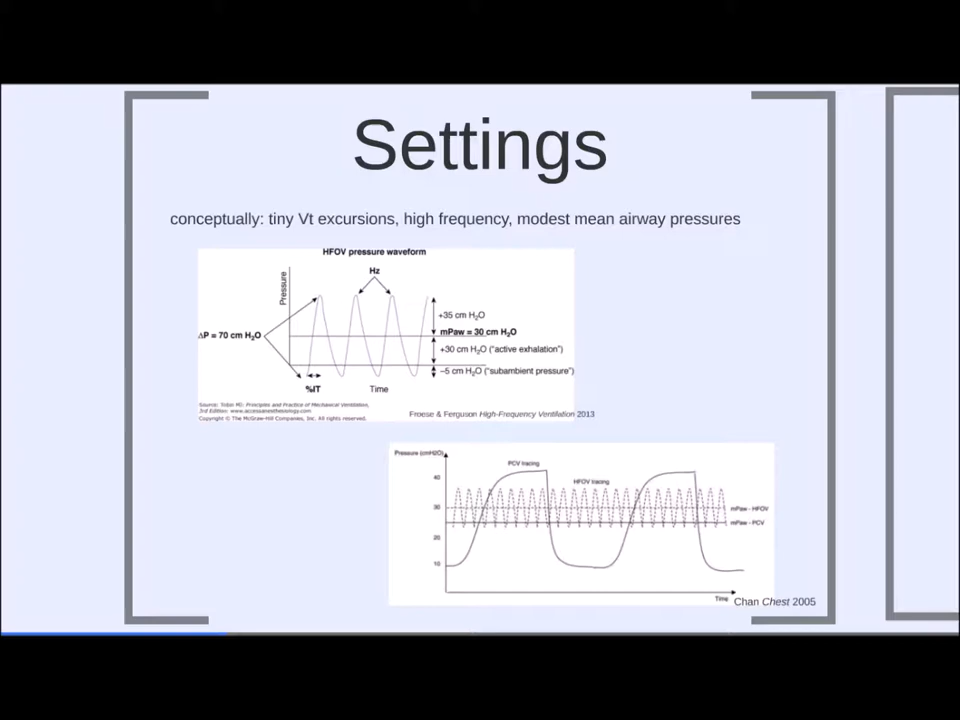 Settings
conceptually: tiny Vt excursions, high frequency, modest mean airway pressures
HFOV pressure waveform
Hz
Pressure
+35 cm H₂O
ΔP = 70 cm H₂O
mPaw = 30 cm H₂O
+30 cm H₂O ("active exhalation")
–5 cm H₂O ("subambient pressure")
%IT
Time
Source: Tobin MJ: Principles and Practice of Mechanical Ventilation,
3rd Edition: www.accessanesthesiology.com
Copyright © The McGraw-Hill Companies, Inc. All rights reserved.
Froese & Ferguson High-Frequency Ventilation 2013
Pressure (cmH2O)
PCV tracing
40
HFOV tracing
30
mPaw - HFOV
mPaw - PCV
20
10
Time
Chan Chest 2005